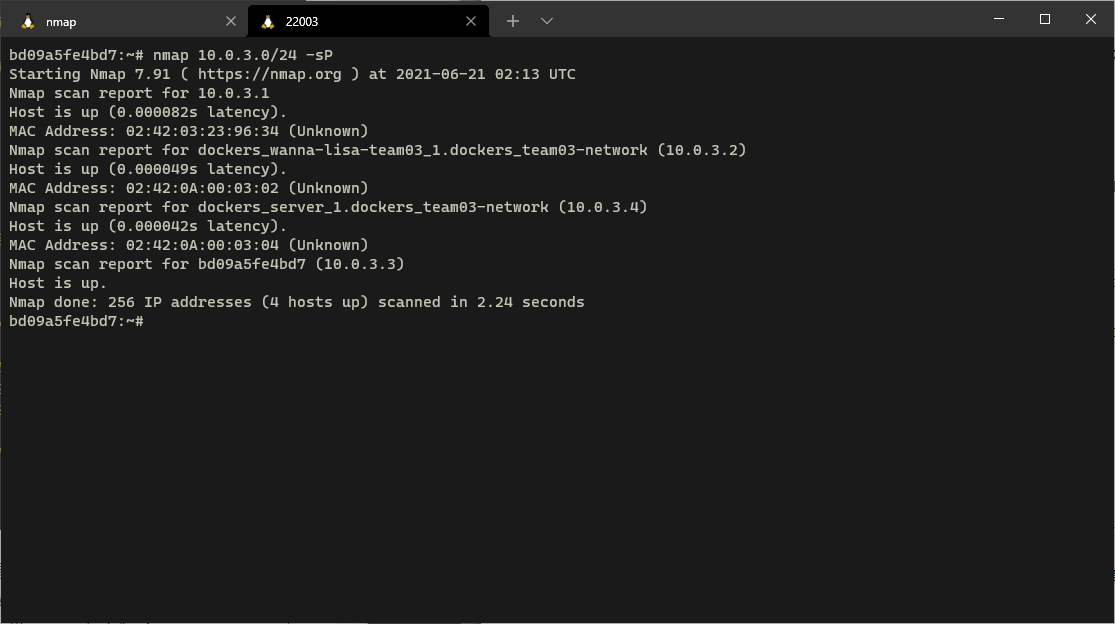 nmap
22003
bd09a5fe4bd7:~# nmap 10.0.3.0/24 -sP
Starting Nmap 7.91 ( https://nmap.org ) at 2021-06-21 02:13 UTC
Nmap scan report for 10.0.3.1
Host is up (0.000082s latency).
MAC Address: 02:42:03:23:96:34 (Unknown)
Nmap scan report for dockers_wanna-lisa-team03_1.dockers_team03-network (10.0.3.2)
Host is up (0.000049s latency).
MAC Address: 02:42:0A:00:03:02 (Unknown)
Nmap scan report for dockers_server_1.dockers_team03-network (10.0.3.4)
Host is up (0.000042s latency).
MAC Address: 02:42:0A:00:03:04 (Unknown)
Nmap scan report for bd09a5fe4bd7 (10.0.3.3)
Host is up.
Nmap done: 256 IP addresses (4 hosts up) scanned in 2.24 seconds
bd09a5fe4bd7:~#